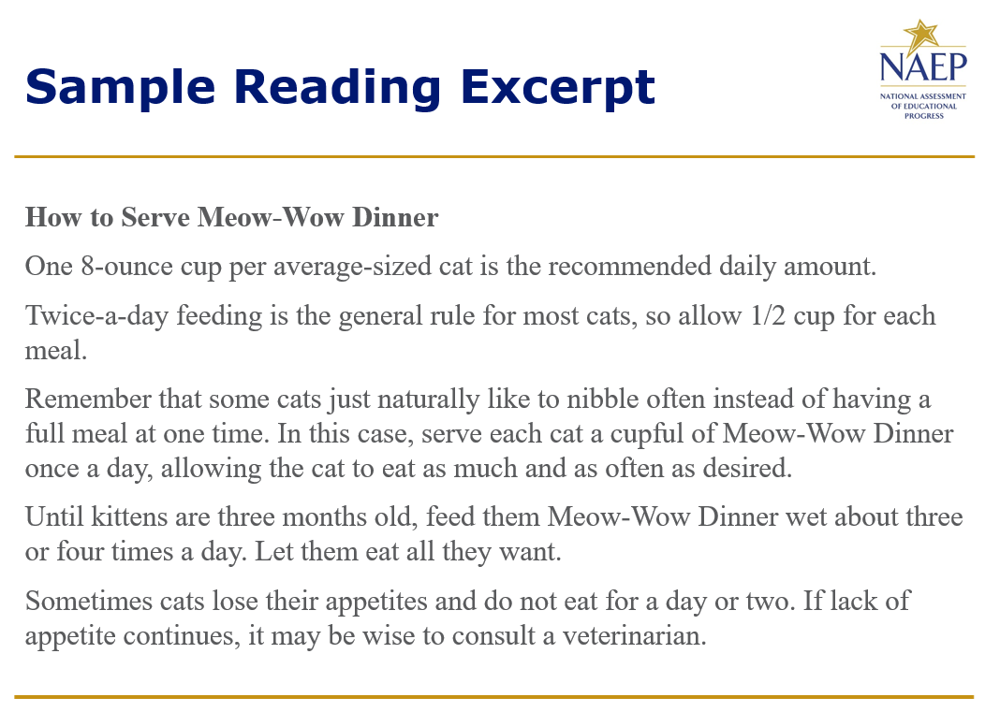 Sample Reading Excerpt
NAEP
NATIONAL ASSESSMENT
OF EDUCATIONAL
PROGRESS
How to Serve Meow-Wow Dinner
One 8-ounce cup per average-sized cat is the recommended daily amount.
Twice-a-day feeding is the general rule for most cats, so allow 1/2 cup for each
meal.
Remember that some cats just naturally like to nibble often instead of having a
full meal at one time. In this case, serve each cat a cupful of Meow-Wow Dinner
once a day, allowing the cat to eat as much and as often as desired.
Until kittens are three months old, feed them Meow-Wow Dinner wet about three
or four times a day. Let them eat all they want.
Sometimes cats lose their appetites and do not eat for a day or two. If lack of
appetite continues, it may be wise to consult a veterinarian.